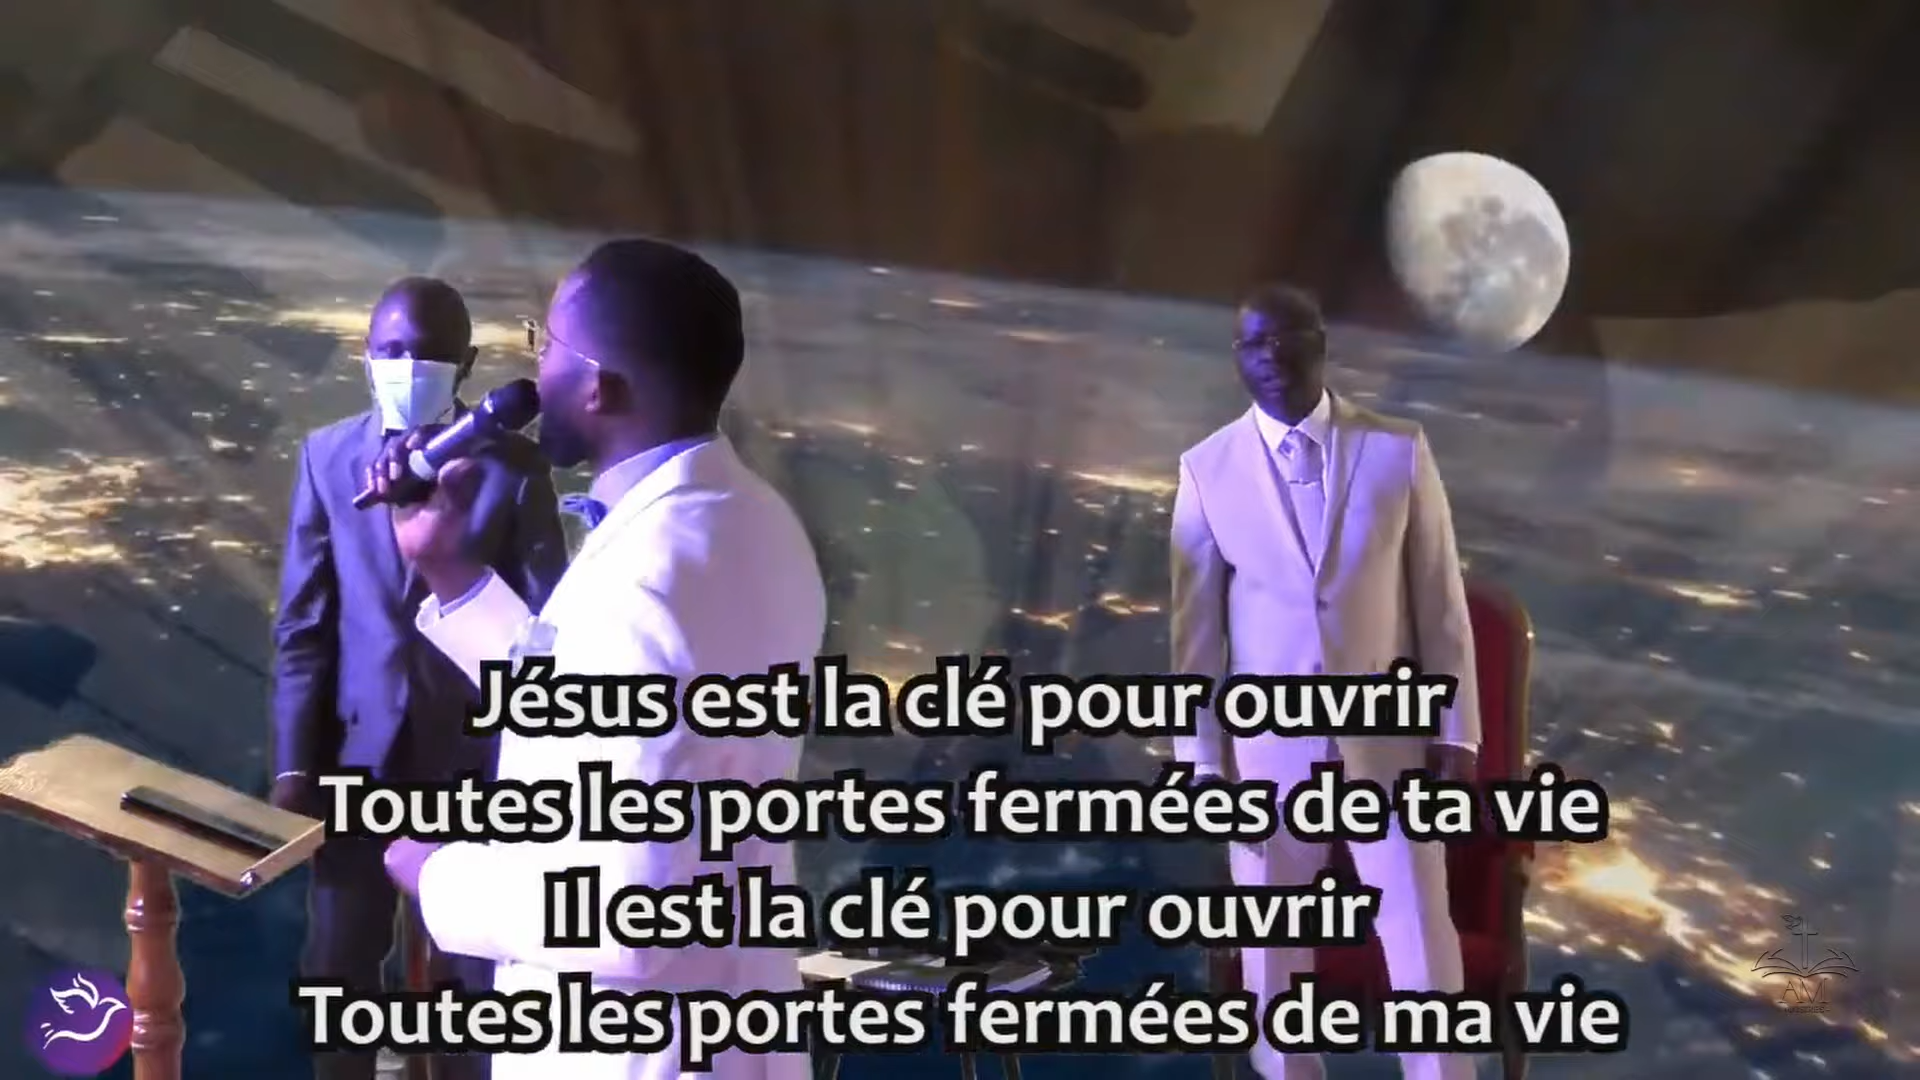 Jésus est la clé pour ouvrir
Toutes les portes fermées de ta vie
Il est la clé pour ouvrir
Toutes les portes fermées de ma vie
AM